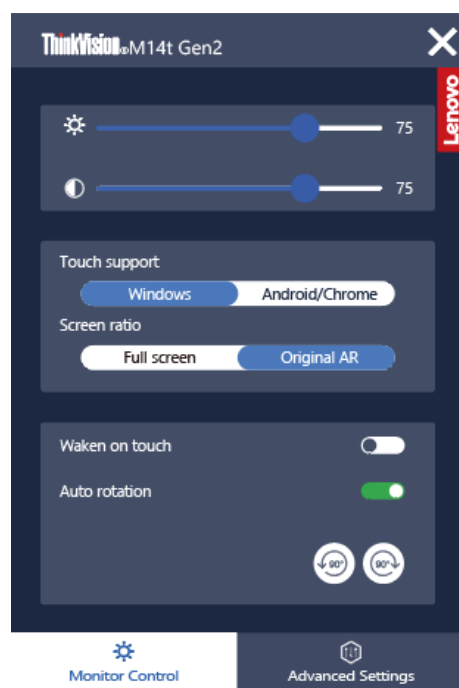 ThinkVision®M14t Gen2
Lenovo
75
75
Touch support
Windows Android/Chrome
Screen ratio
Full screen Original AR
Waken on touch
Auto rotation
90° 90°
Monitor Control Advanced Settings